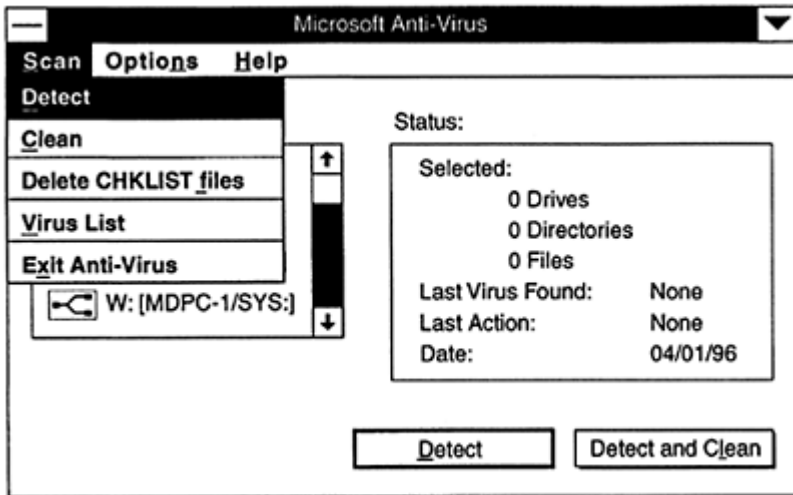 Microsoft Anti-Virus
Scan Options Help
Detect
Clean
Delete CHKLIST files
Virus List
Exit Anti-Virus
W: [MDPC-1/SYS:]
Status:
Selected:
0 Drives
0 Directories
0 Files
Last Virus Found: None
Last Action: None
Date: 04/01/96
Detect
Detect and Clean